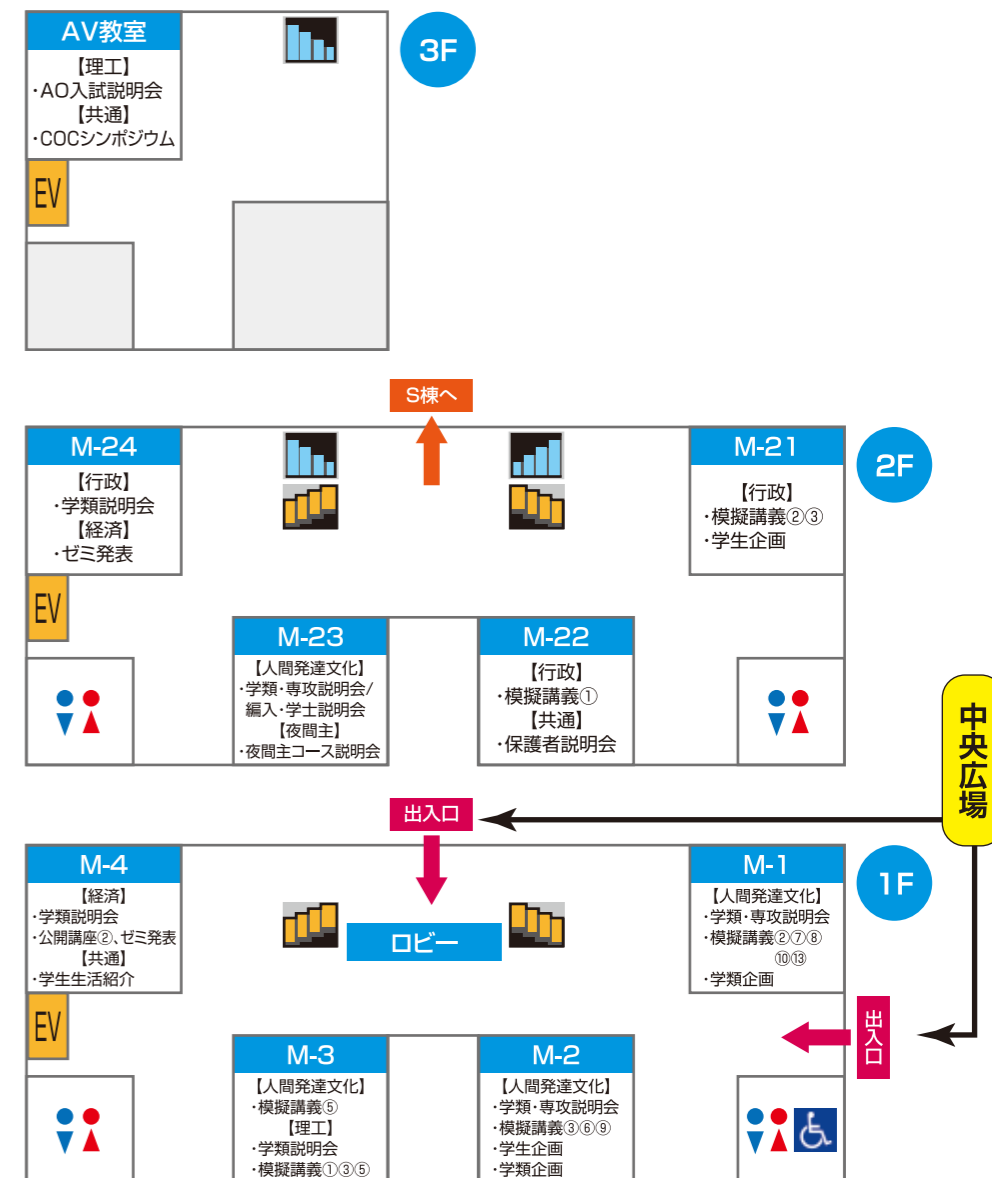 AV教室
【理工】
・AO入試説明会
【共通】
・COCシンポジウム
EV
3F
S棟へ
M-24
【行政】
・学類説明会
【経済】
・ゼミ発表
EV
M-21
【行政】
・模擬講義②③
・学生企画
2F
M-23
【人間発達文化】
・学類・専攻説明会/
編入・学士説明会
【夜間主】
・夜間主コース説明会
M-22
【行政】
・模擬講義①
【共通】
・保護者説明会
中央広場
出入口
M-4
【経済】
・学類説明会
・公開講座②、ゼミ発表
【共通】
・学生生活紹介
EV
ロビー
M-1
【人間発達文化】
・学類・専攻説明会
・模擬講義②⑦⑧
⑩⑬
・学類企画
1F
出入口
M-3
【人間発達文化】
・模擬講義⑤
【理工】
・学類説明会
・模擬講義①③⑤
M-2
【人間発達文化】
・学類・専攻説明会
・模擬講義③⑥⑨
・学生企画
・学類企画